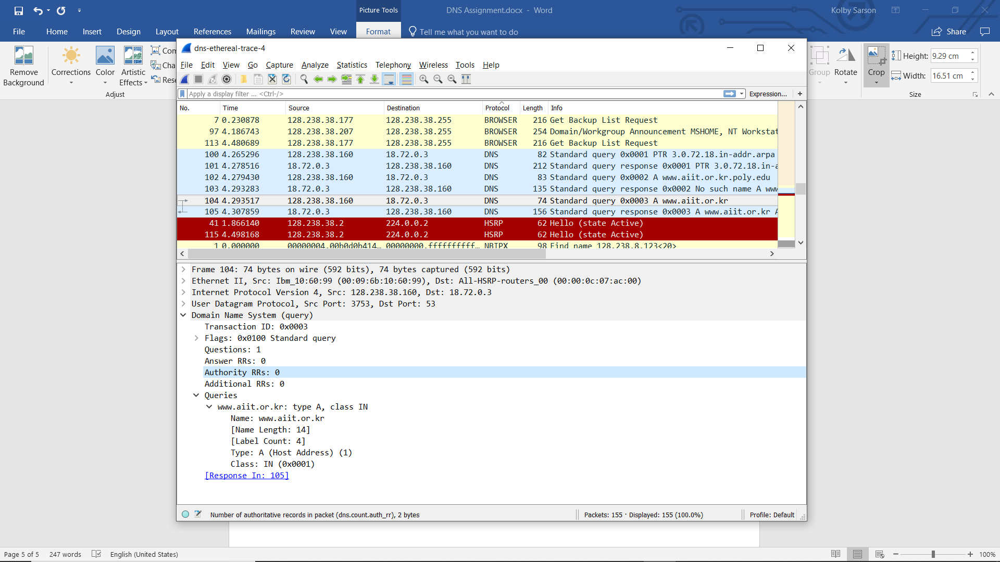 Picture Tools
DNS Assignment.docx - Word
Kolby Sarson
File Home Insert Design Layout References Mailings Review View Format Tell me what you want to do
Share
Remove Background
Corrections
Color
Artistic Effects
Com
Cha
Rese
Adjust
Group
Rotate
Crop
Height: 9.29 cm
Width: 16.51 cm
Size
dns-ethereal-trace-4
File Edit View Go Capture Analyze Statistics Telephony Wireless Tools Help
Apply a display filter ... <Ctrl-/>
Expression... +
No. Time Source Destination Protocol Length Info
7 0.230878 128.238.38.177 128.238.38.255 BROWSER 216 Get Backup List Request
97 4.186743 128.238.38.207 128.238.38.255 BROWSER 254 Domain/Workgroup Announcement MSHOME, NT Workstat
113 4.480689 128.238.38.177 128.238.38.255 BROWSER 216 Get Backup List Request
100 4.265296 128.238.38.160 18.72.0.3 DNS 82 Standard query 0x0001 PTR 3.0.72.18.in-addr.arpa
101 4.278516 18.72.0.3 128.238.38.160 DNS 212 Standard query response 0x0001 PTR 3.0.72.18.in-a
102 4.279430 128.238.38.160 18.72.0.3 DNS 83 Standard query 0x0002 A www.aiit.or.kr.poly.edu
103 4.293283 18.72.0.3 128.238.38.160 DNS 135 Standard query response 0x0002 No such name A www
104 4.293517 128.238.38.160 18.72.0.3 DNS 74 Standard query 0x0003 A www.aiit.or.kr
105 4.307859 18.72.0.3 128.238.38.160 DNS 156 Standard query response 0x0003 A www.aiit.or.kr A
41 1.866140 128.238.38.2 224.0.0.2 HSRP 62 Hello (state Active)
115 4.498168 128.238.38.2 224.0.0.2 HSRP 62 Hello (state Active)
1 0.000000 00000004.00b0d0b414… 00000000.ffffffffff… NBIPX 98 Find name 128.238.8.123<20>
Frame 104: 74 bytes on wire (592 bits), 74 bytes captured (592 bits)
Ethernet II, Src: Ibm_10:60:99 (00:09:6b:10:60:99), Dst: All-HSRP-routers_00 (00:00:0c:07:ac:00)
Internet Protocol Version 4, Src: 128.238.38.160, Dst: 18.72.0.3
User Datagram Protocol, Src Port: 3753, Dst Port: 53
Domain Name System (query)
Transaction ID: 0x0003
Flags: 0x0100 Standard query
Questions: 1
Answer RRs: 0
Authority RRs: 0
Additional RRs: 0
Queries
www.aiit.or.kr: type A, class IN
Name: www.aiit.or.kr
[Name Length: 14]
[Label Count: 4]
Type: A (Host Address) (1)
Class: IN (0x0001)
[Response In: 105]
Number of authoritative records in packet (dns.count.auth_rr), 2 bytes
Packets: 155 · Displayed: 155 (100.0%)
Profile: Default
Page 5 of 5 247 words English (United States)
100%